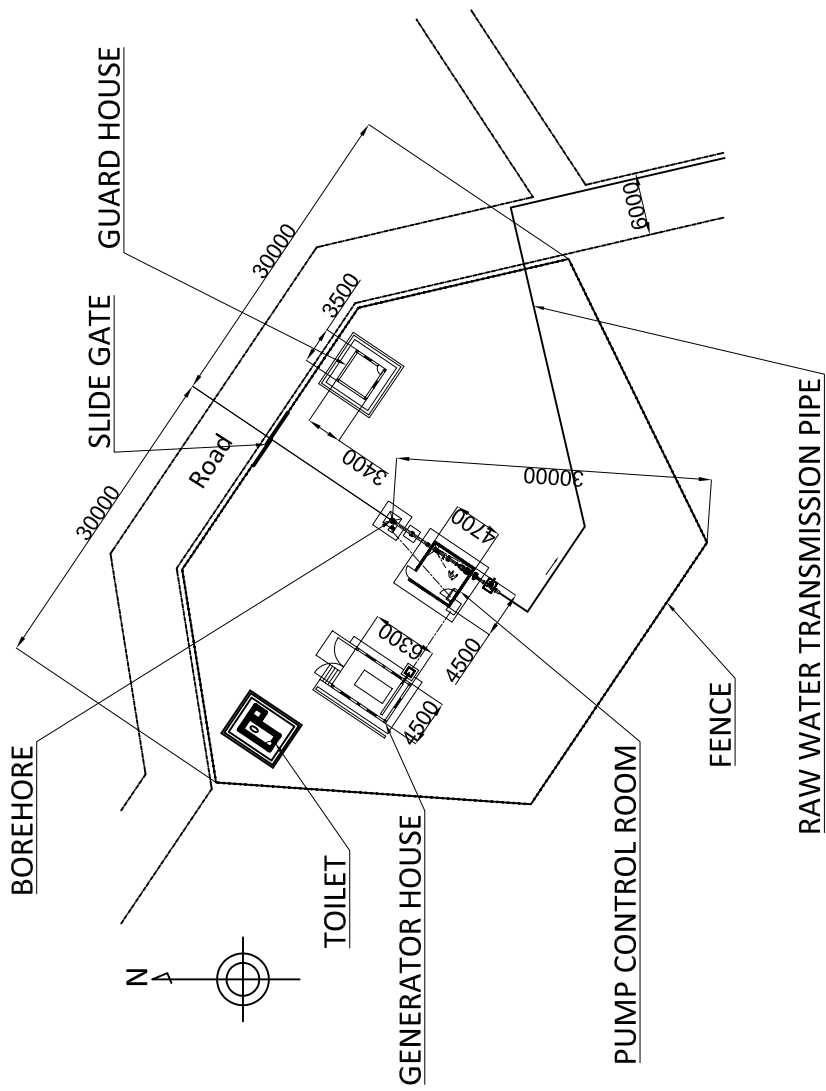 BOREHORE
TOILET
GENERATOR HOUSE
PUMP CONTROL ROOM
FENCE
RAW WATER TRANSMISSION PIPE
SLIDE GATE
GUARD HOUSE
Road
N
30000
30000
3500
3400
30000
4700
6300
4500
4500
6000